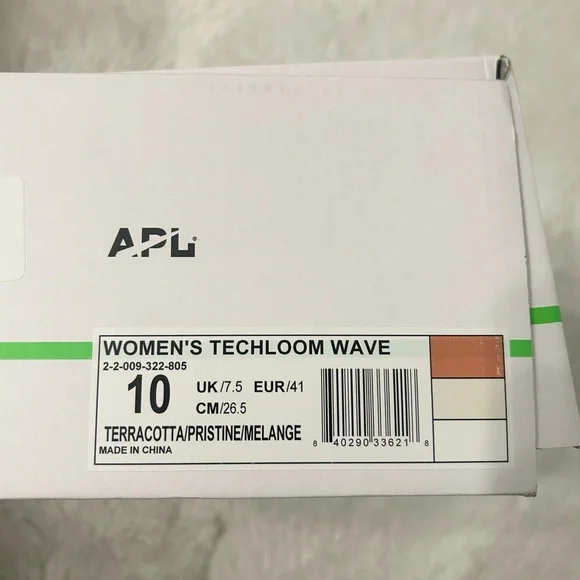 APL
WOMEN'S TECHLOOM WAVE
2-2-009-322-805
10 UK/7.5 EUR/41
CM/26.5
8 40290 33621 8
TERRACOTTA/PRISTINE/MELANGE
MADE IN CHINA